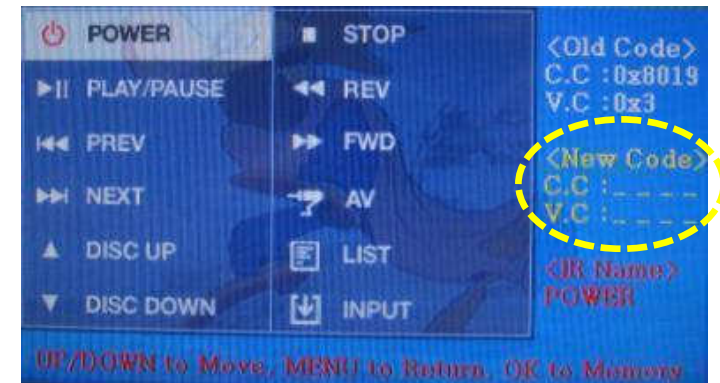 POWER
PLAY/PAUSE
PREV
NEXT
DISC UP
DISC DOWN
STOP
REV
FWD
AV
LIST
INPUT
<Old Code>
C.C :0x8019
V.C :0x3
<New Code>
C.C :_ _ _ _
V.C :_ _ _ _
<IR Name>
POWER
UP/DOWN to Move, MENU to Return, OK to Memory